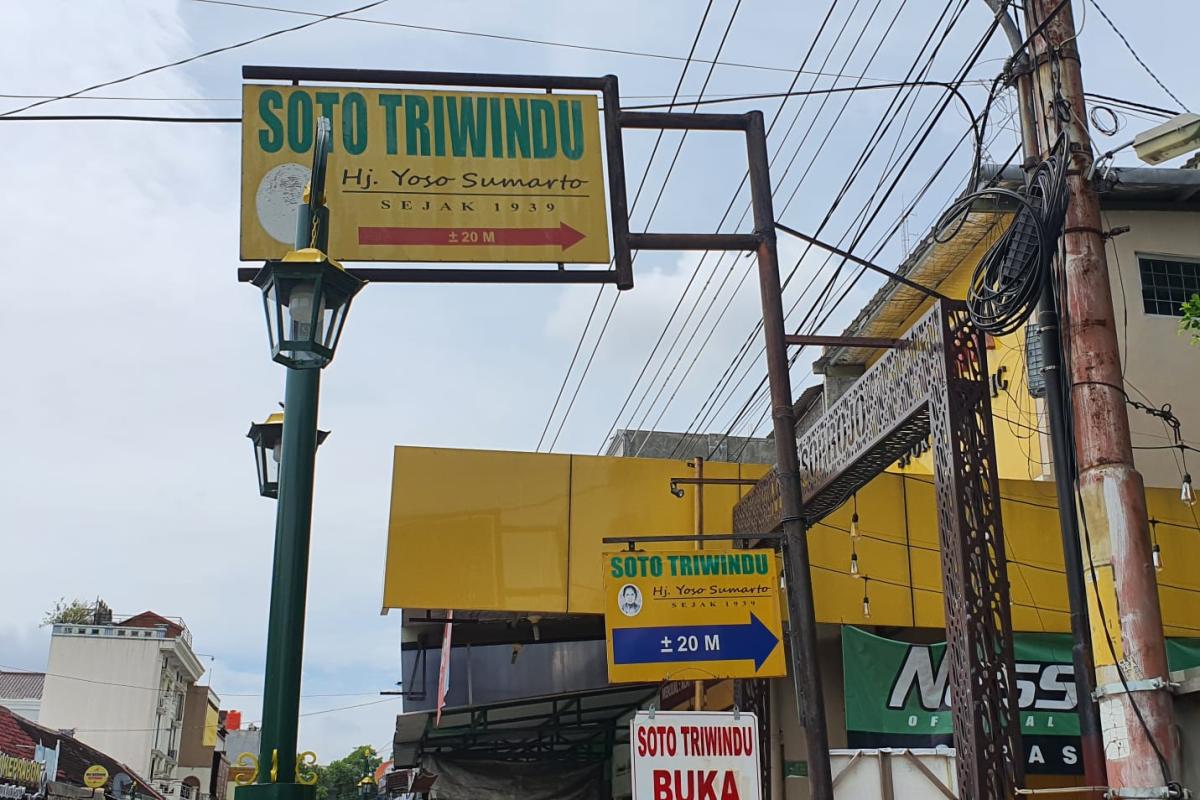 SOTO TRIWINDU
Hj. Yoso Sumarto
SEJAK 1939
± 20 M
SOTO TRIWINDU
Hj. Yoso Sumarto
SEJAK 1939
± 20 M
SOTO TRIWINDU
BUKA